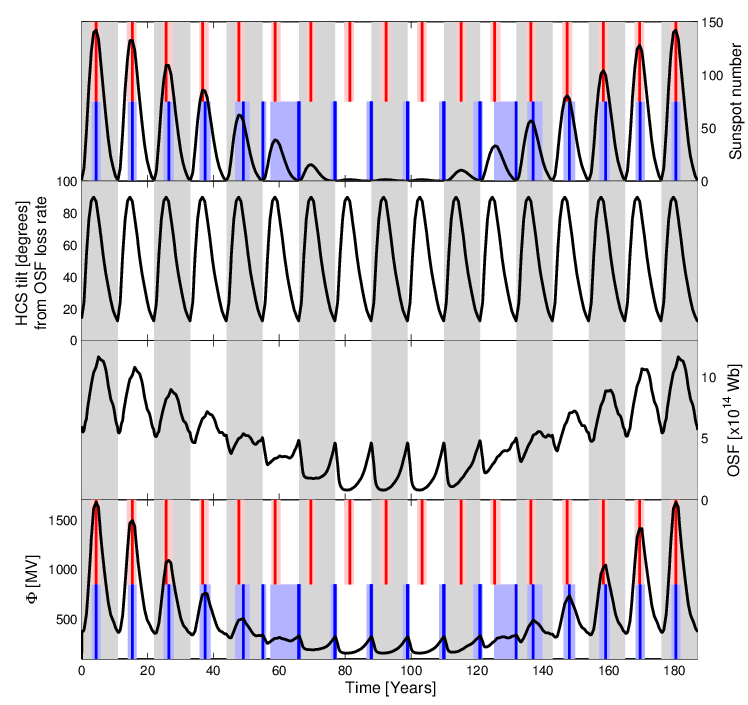 150
100
50
0
Sunspot number
100
80
60
40
20
0
HCS tilt [degrees]
from OSF loss rate
10
5
0
OSF [x10^14 Wb]
1500
1000
500
Φ [MV]
0 20 40 60 80 100 120 140 160 180
Time [Years]